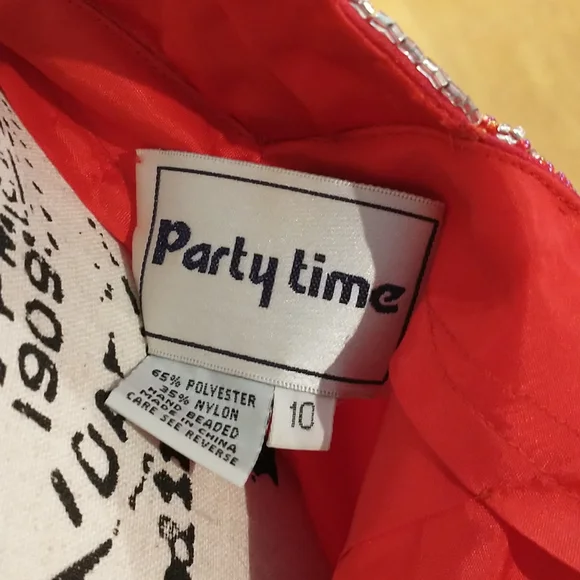 Party time
65% POLYESTER
35% NYLON
HAND BEADED
MADE IN CHINA
CARE SEE REVERSE
10
1909